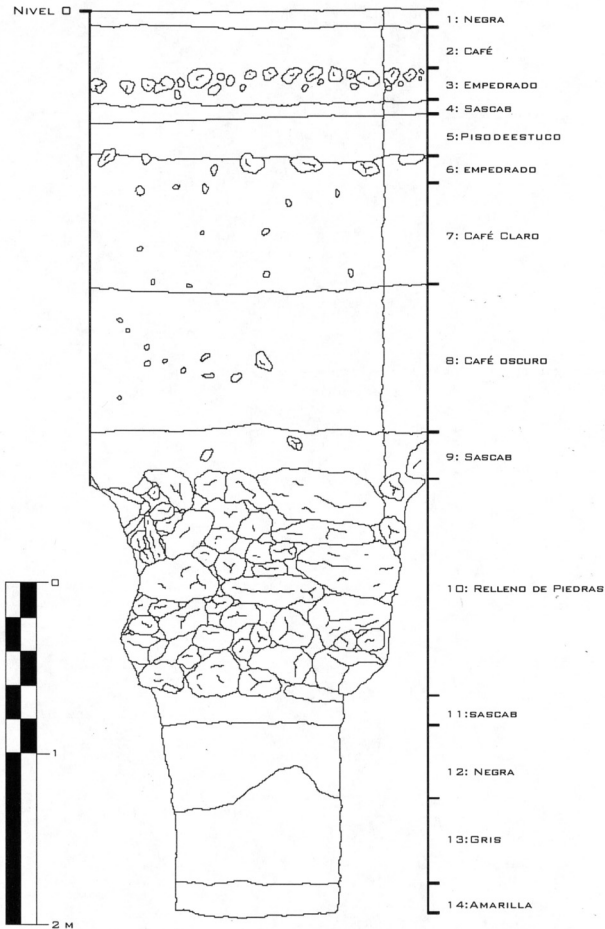 NIVEL 0
1: NEGRA
2: CAFÉ
3: EMPEDRADO
4: SASCAB
5:PISODEESTUCO
6: EMPEDRADO
7: CAFÉ CLARO
8: CAFÉ OSCURO
9: SASCAB
10: RELLENO DE PIEDRAS
11:SASCAB
12: NEGRA
13:GRIS
14:AMARILLA
0
1
2 M